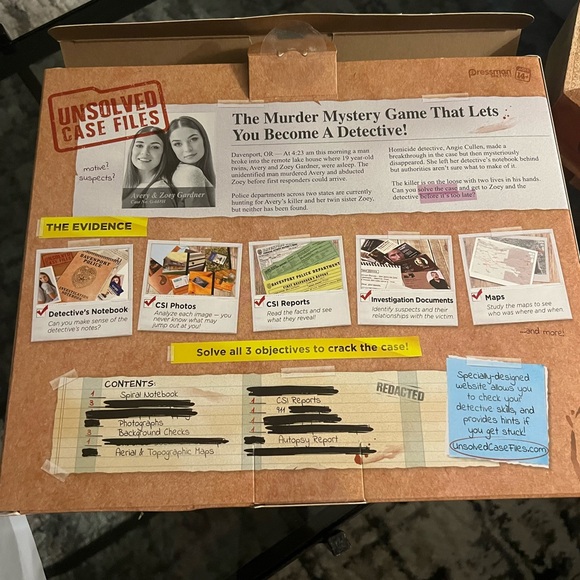 pressman
14+
UNSOLVED
CASE FILES
The Murder Mystery Game That Lets
You Become A Detective!
motive?
suspects?
Avery & Zoey Gardner
Davenport, OR — At 4:23 am this morning a man
broke into the remote lake house where 19 year-old
twins, Avery and Zoey Gardner, were asleep. The
unidentified man murdered Avery and abducted
Zoey before first responders could arrive.
Police departments across two states are currently
hunting for Avery's killer and her twin sister Zoey,
but neither has been found.
Homicide detective, Angie Cullen, made a
breakthrough in the case but then mysteriously
disappeared. She left her detective's notebook behind
but authorities aren't sure what to make of it.
The killer is on the loose with two lives in his hands.
Can you solve the case and get to Zoey and the
detective before it's too late?
THE EVIDENCE
DAVENPORT
POLICE
Detective's Notebook
Can you make sense of the
detective's notes?
CSI Photos
Analyze each image — you
never know what may
jump out at you!
DAVENPORT POLICE DEPARTMENT
CSI Reports
Read the facts and see
what they reveal!
Investigation Documents
Identify suspects and their
relationships with the victim
Maps
Study the maps to see
who was where and when
—and more!
Solve all 3 objectives to crack the case!
CONTENTS:
1 Spiral Notebook
Photographs
Background Checks
Aerial & Topographic Maps
CSI Reports
911
Autopsy Report
REDACTED
Specially-designed
website allows you
to check your
detective skills, and
provides hints if
you get stuck!
UnsolvedCaseFiles.com